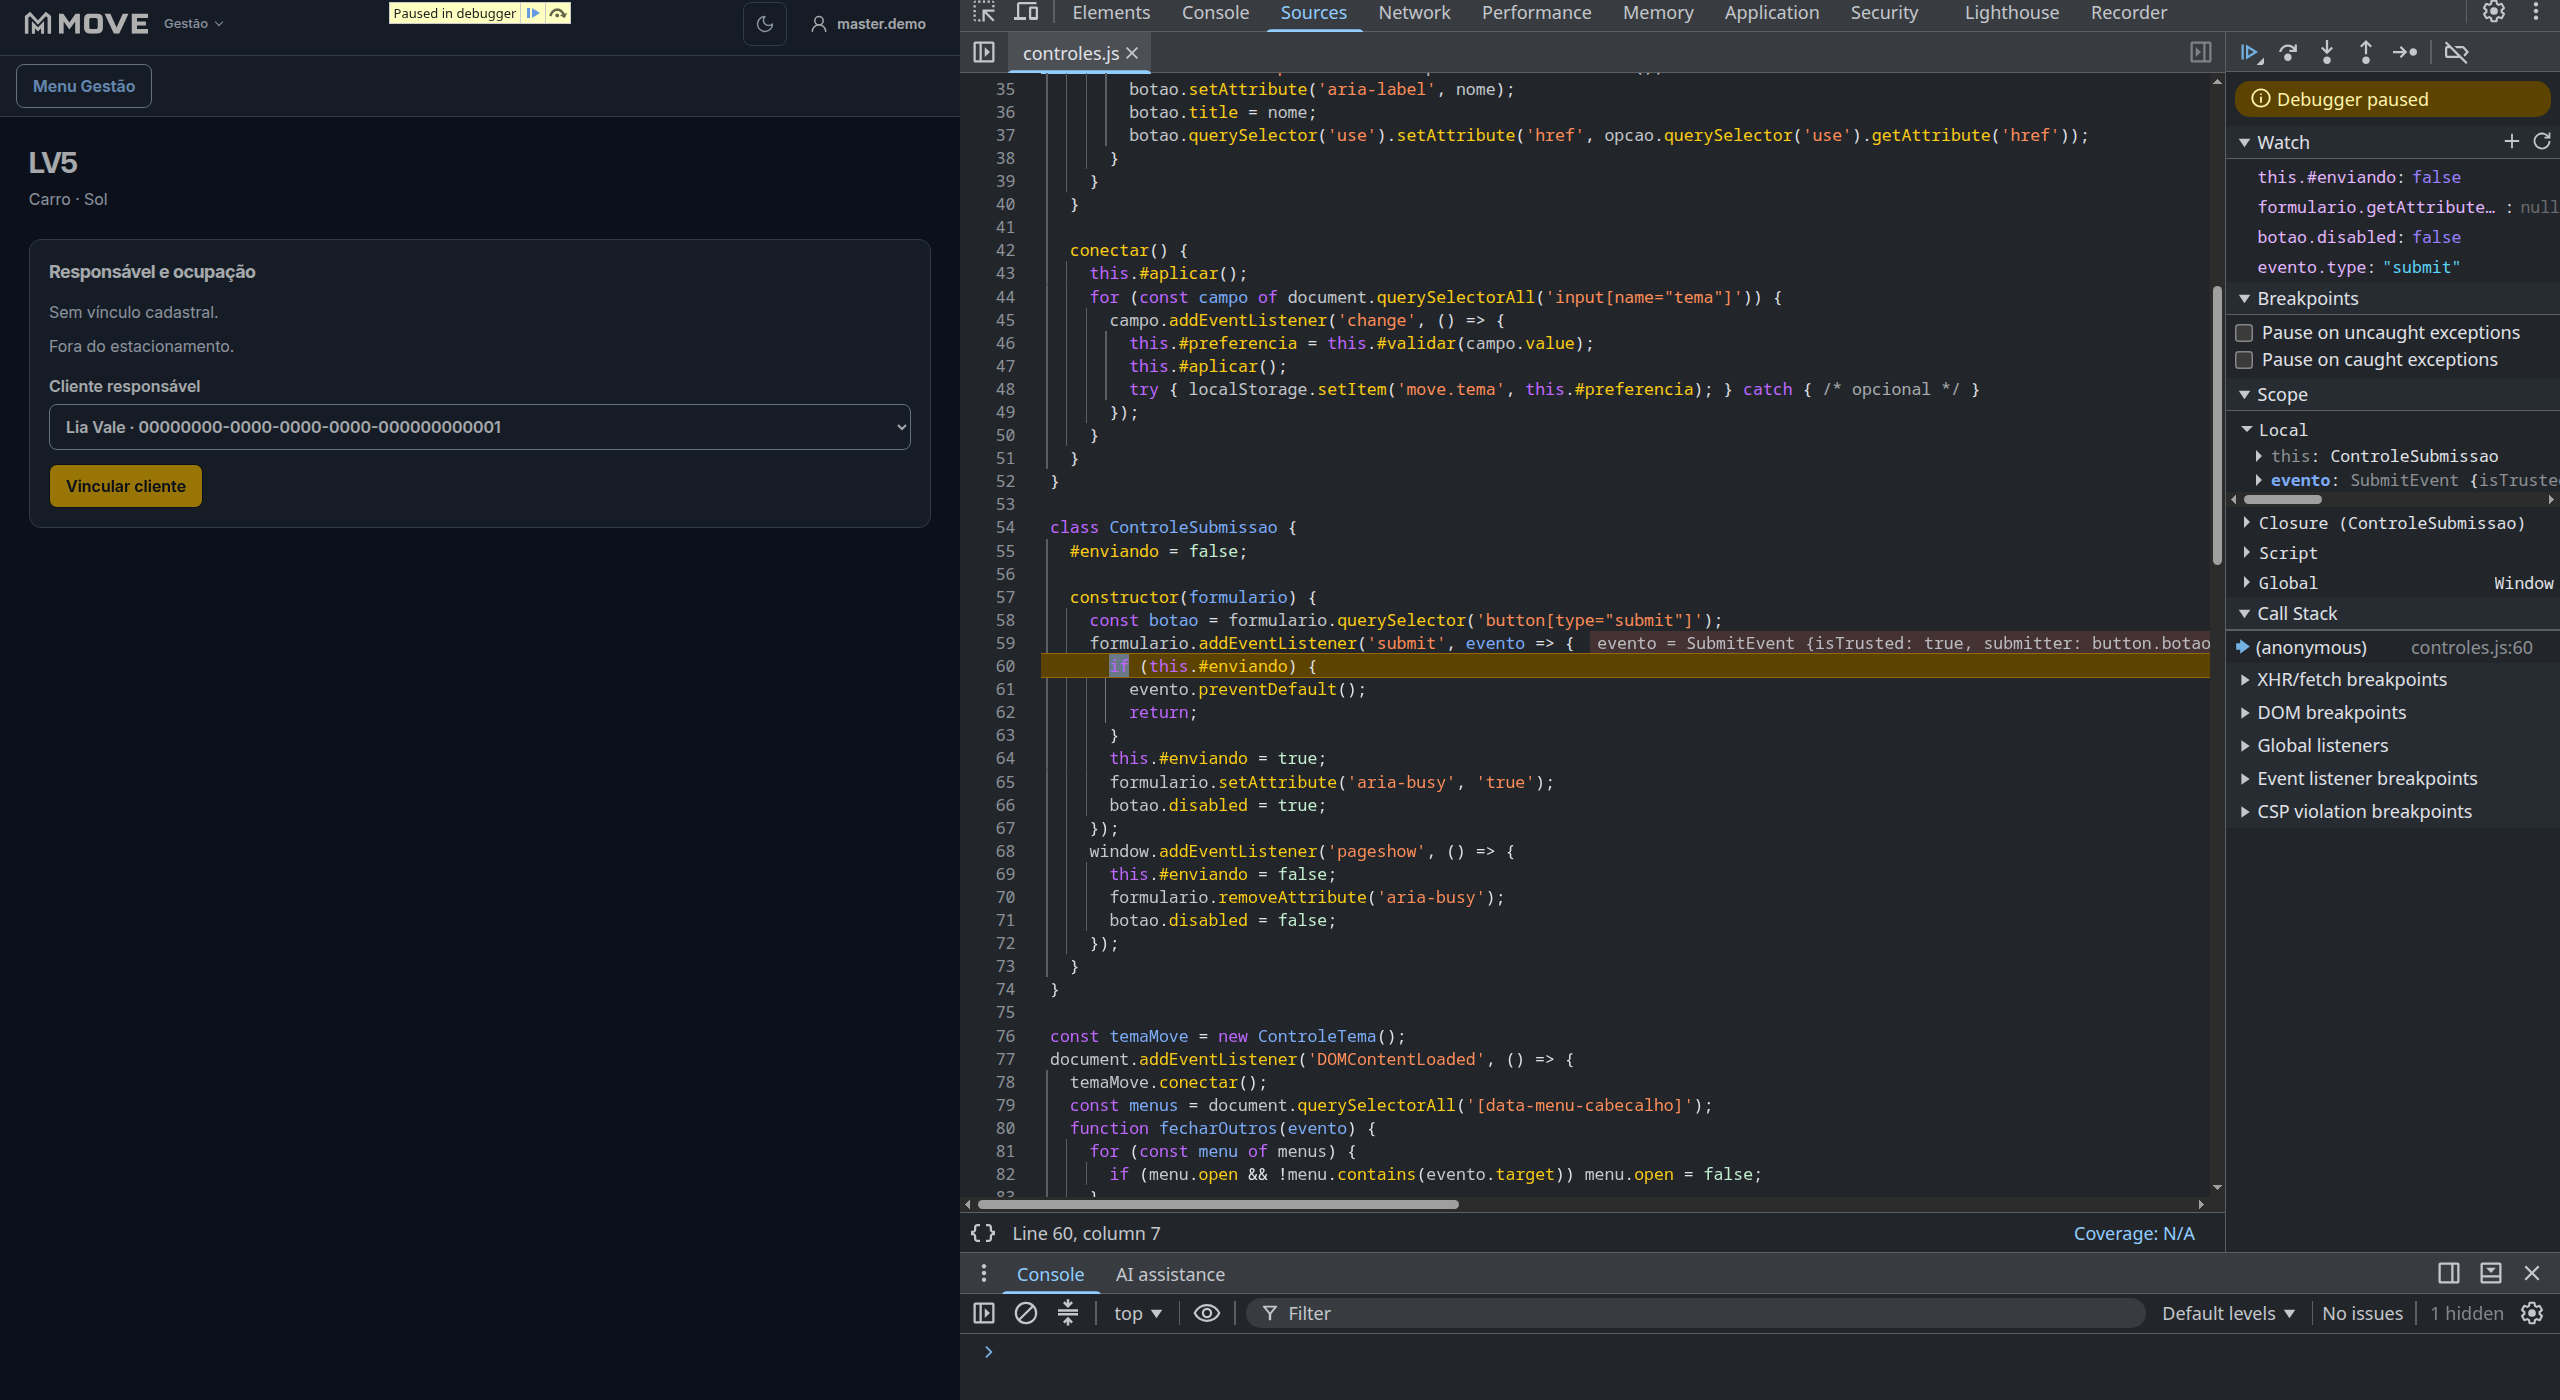 MOVE
Gestão
Paused in debugger
master.demo
Menu Gestão
LV5
Carro · Sol
Responsável e ocupação
Sem vínculo cadastral.
Fora do estacionamento.
Cliente responsável
Lia Vale · 00000000-0000-0000-0000-000000000001
Vincular cliente
Elements Console Sources Network Performance Memory Application Security Lighthouse Recorder
controles.js
35 botao.setAttribute('aria-label', nome);
36 botao.title = nome;
37 botao.querySelector('use').setAttribute('href', opcao.querySelector('use').getAttribute('href'));
38 }
39 }
40 }
41
42 conectar() {
43 this.#aplicar();
44 for (const campo of document.querySelectorAll('input[name="tema"]')) {
45 campo.addEventListener('change', () => {
46 this.#preferencia = this.#validar(campo.value);
47 this.#aplicar();
48 try { localStorage.setItem('move.tema', this.#preferencia); } catch { /* opcional */ }
49 });
50 }
51 }
52 }
53
54 class ControleSubmissao {
55 #enviando = false;
56
57 constructor(formulario) {
58 const botao = formulario.querySelector('button[type="submit"]');
59 formulario.addEventListener('submit', evento => { evento = SubmitEvent {isTrusted: true, submitter: button.botao
60 if (this.#enviando) {
61 evento.preventDefault();
62 return;
63 }
64 this.#enviando = true;
65 formulario.setAttribute('aria-busy', 'true');
66 botao.disabled = true;
67 });
68 window.addEventListener('pageshow', () => {
69 this.#enviando = false;
70 formulario.removeAttribute('aria-busy');
71 botao.disabled = false;
72 });
73 }
74 }
75
76 const temaMove = new ControleTema();
77 document.addEventListener('DOMContentLoaded', () => {
78 temaMove.conectar();
79 const menus = document.querySelectorAll('[data-menu-cabecalho]');
80 function fecharOutros(evento) {
81 for (const menu of menus) {
82 if (menu.open && !menu.contains(evento.target)) menu.open = false;
83 }
{} Line 60, column 7
Coverage: N/A
Debugger paused
Watch
this.#enviando: false
formulario.getAttribute… : null
botao.disabled: false
evento.type: "submit"
Breakpoints
Pause on uncaught exceptions
Pause on caught exceptions
Scope
Local
this: ControleSubmissao
evento: SubmitEvent {isTruste
Closure (ControleSubmissao)
Script
Global Window
Call Stack
(anonymous) controles.js:60
XHR/fetch breakpoints
DOM breakpoints
Global listeners
Event listener breakpoints
CSP violation breakpoints
Console AI assistance
top Filter Default levels No issues 1 hidden